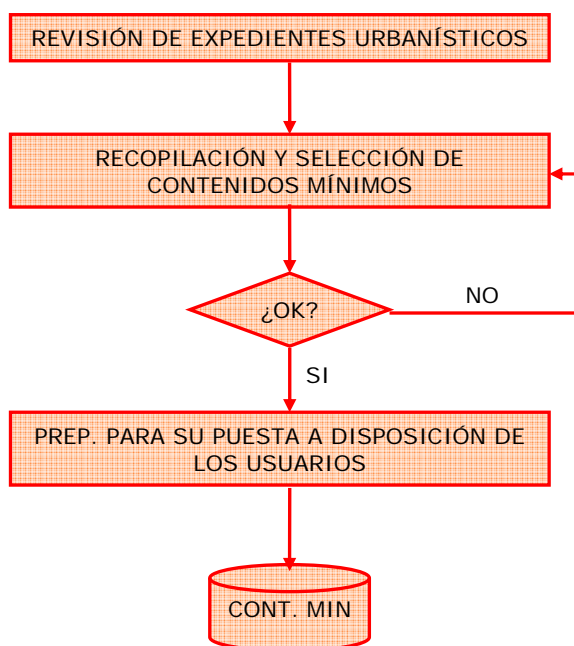 REVISIÓN DE EXPEDIENTES URBANÍSTICOS
RECOPILACIÓN Y SELECCIÓN DE
CONTENIDOS MÍNIMOS
¿OK?
NO
SI
PREP. PARA SU PUESTA A DISPOSICIÓN DE
LOS USUARIOS
CONT. MIN